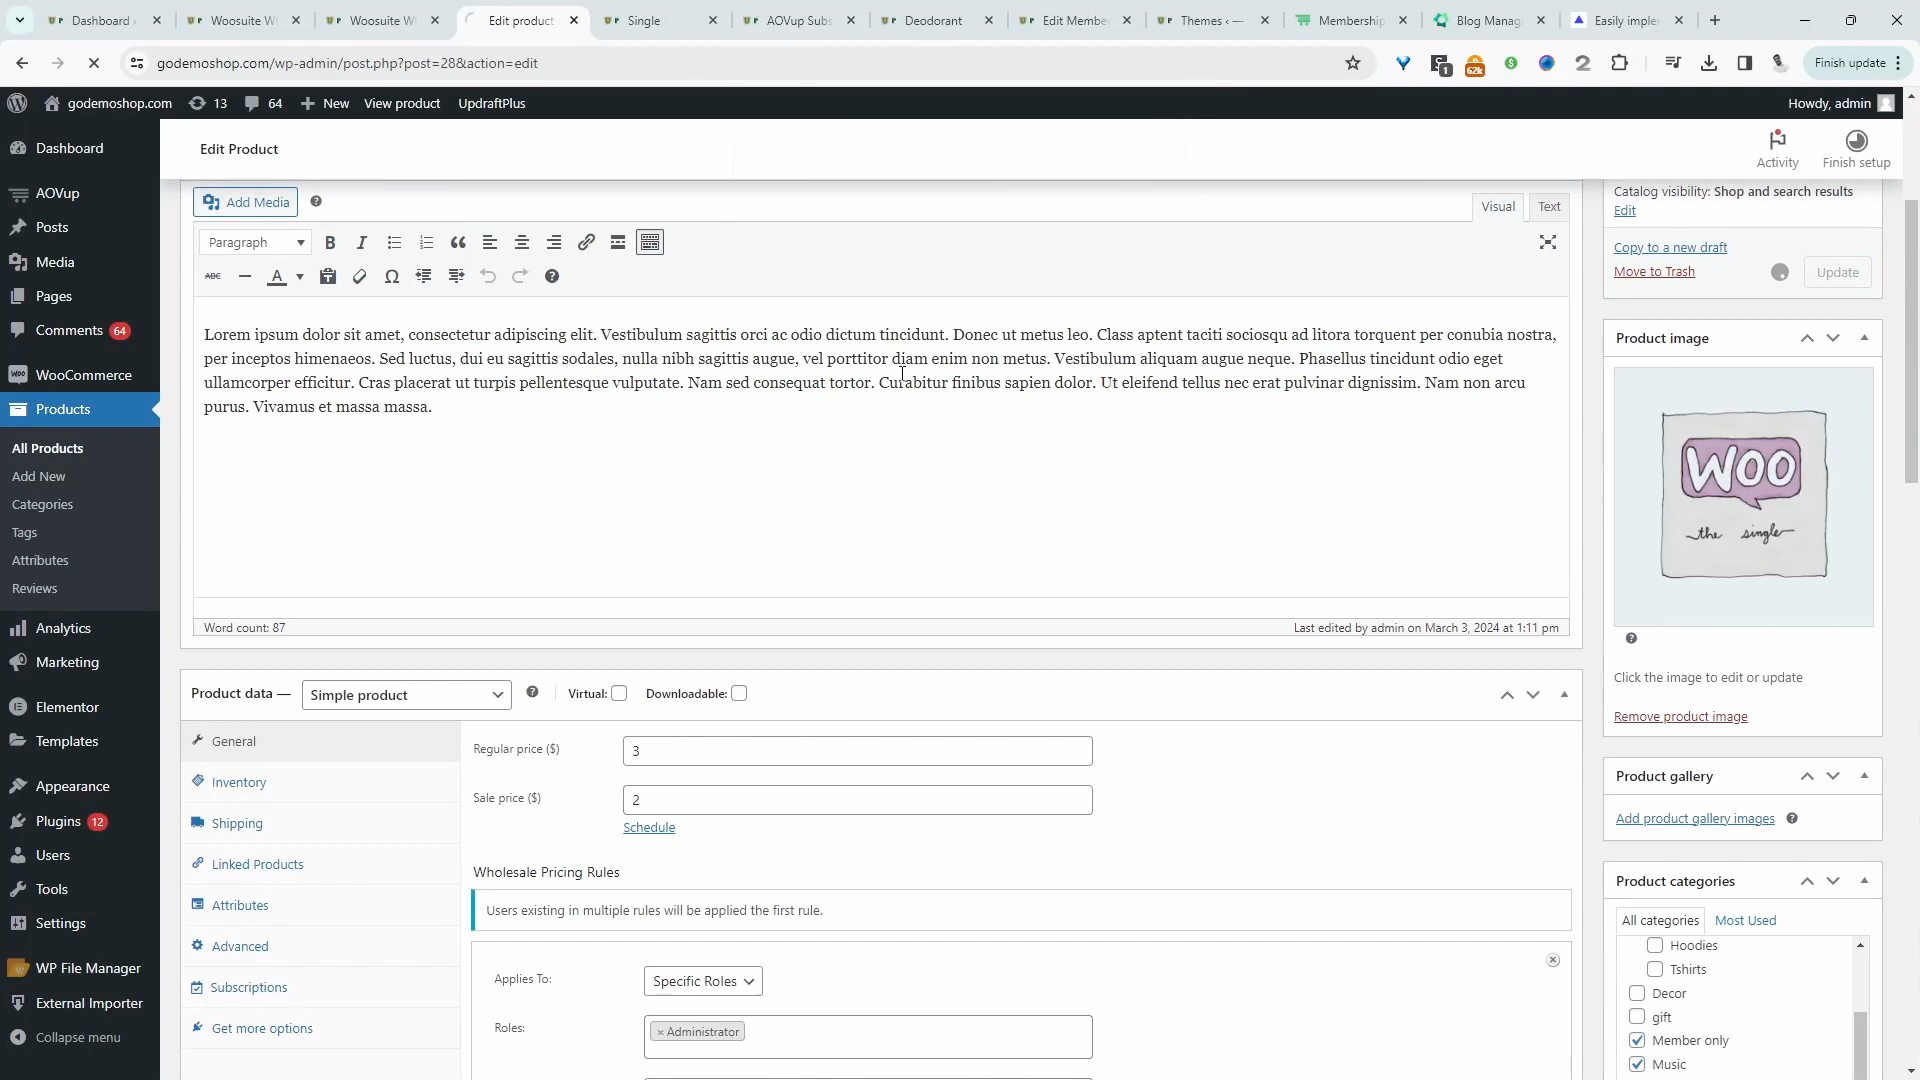 Dashboard ‹
Woosuite W
Woosuite W
Edit product
Single
AOVup Subs
Deodorant
Edit Membe
Themes ‹ —
Membership
Blog Manag
Easily imple
godemoshop.com/wp-admin/post.php?post=28&action=edit
1
62k
Finish update
godemoshop.com
13
64
New
View product
UpdraftPlus
Howdy, admin
Dashboard
AOVup
Posts
Media
Pages
Comments 64
WooCommerce
Products
All Products
Add New
Categories
Tags
Attributes
Reviews
Analytics
Marketing
Elementor
Templates
Appearance
Plugins 12
Users
Tools
Settings
WP File Manager
External Importer
Collapse menu
Edit Product
Activity
Finish setup
Add Media
Visual
Text
Paragraph
B
I
ABC
A
Ω
Lorem ipsum dolor sit amet, consectetur adipiscing elit. Vestibulum sagittis orci ac odio dictum tincidunt. Donec ut metus leo. Class aptent taciti sociosqu ad litora torquent per conubia nostra,
per inceptos himenaeos. Sed luctus, dui eu sagittis sodales, nulla nibh sagittis augue, vel porttitor diam enim non metus. Vestibulum aliquam augue neque. Phasellus tincidunt odio eget
ullamcorper efficitur. Cras placerat ut turpis pellentesque vulputate. Nam sed consequat tortor. Curabitur finibus sapien dolor. Ut eleifend tellus nec erat pulvinar dignissim. Nam non arcu
purus. Vivamus et massa massa.
Word count: 87
Last edited by admin on March 3, 2024 at 1:11 pm
Product data —
Simple product
Virtual:
Downloadable:
General
Inventory
Shipping
Linked Products
Attributes
Advanced
Subscriptions
Get more options
Regular price ($)
3
Sale price ($)
2
Schedule
Wholesale Pricing Rules
Users existing in multiple rules will be applied the first rule.
Applies To:
Specific Roles
Roles:
× Administrator
Catalog visibility: Shop and search results
Edit
Copy to a new draft
Move to Trash
Update
Product image
WOO
the single
Click the image to edit or update
Remove product image
Product gallery
Add product gallery images
Product categories
All categories
Most Used
Hoodies
Tshirts
Decor
gift
Member only
Music